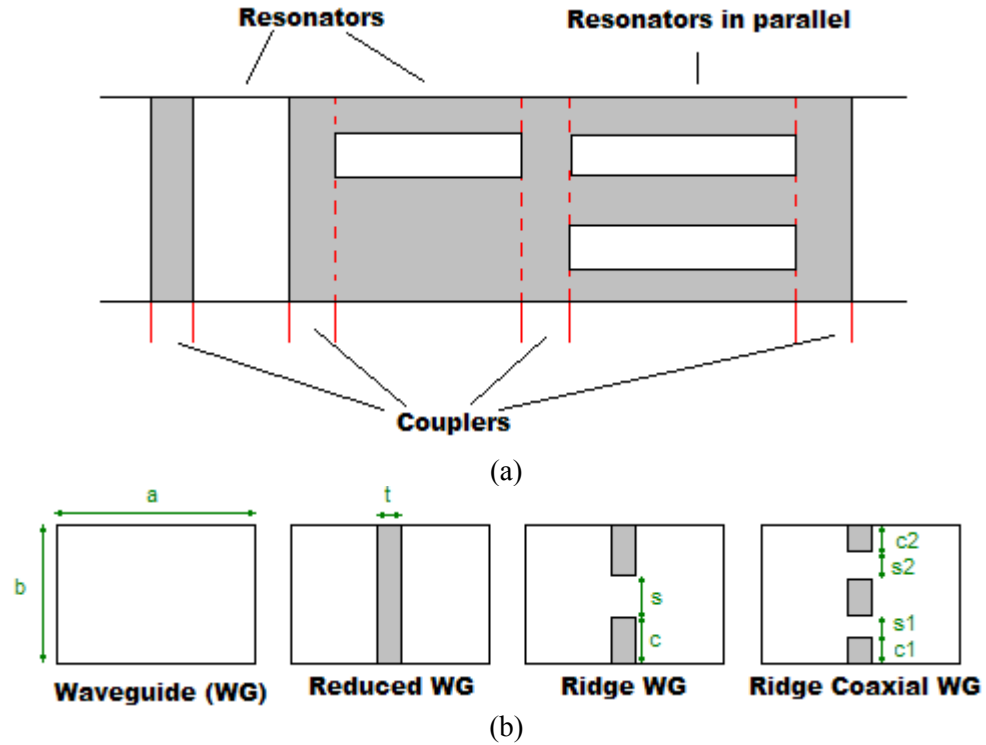 Resonators
Resonators in parallel
Couplers
(a)
a
t
b
c2
s2
s
s1
c
c1
Waveguide (WG)
Reduced WG
Ridge WG
Ridge Coaxial WG
(b)